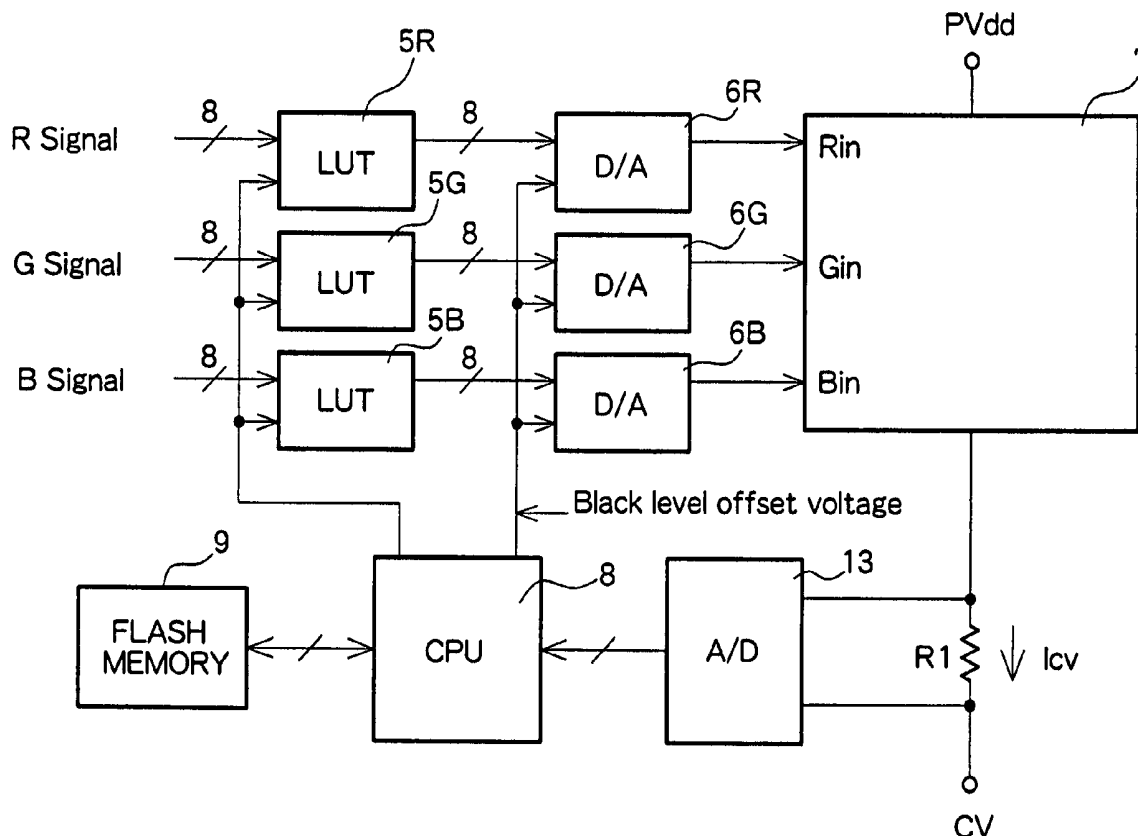 PVdd
5R
6R
R Signal
8
LUT
8
D/A
Rin
5G
6G
G Signal
8
LUT
8
D/A
Gin
5B
6B
B Signal
8
LUT
8
D/A
Bin
Black level offset voltage
9
8
13
FLASH
MEMORY
CPU
A/D
R1
Icv
CV